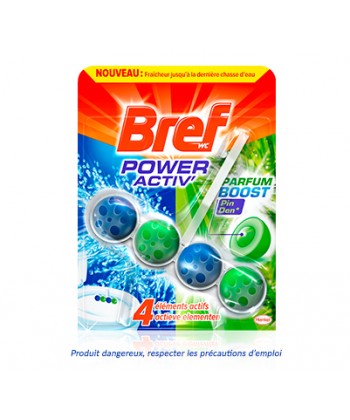 NOUVEAU : Fraîcheur jusqu'à la dernière chasse d'eau
Bref
WC
POWER
ACTIV'
PARFUM
BOOST
Pin
Den*
4 éléments actifs
actieve elementen
Henkel
Produit dangereux, respecter les précautions d'emploi